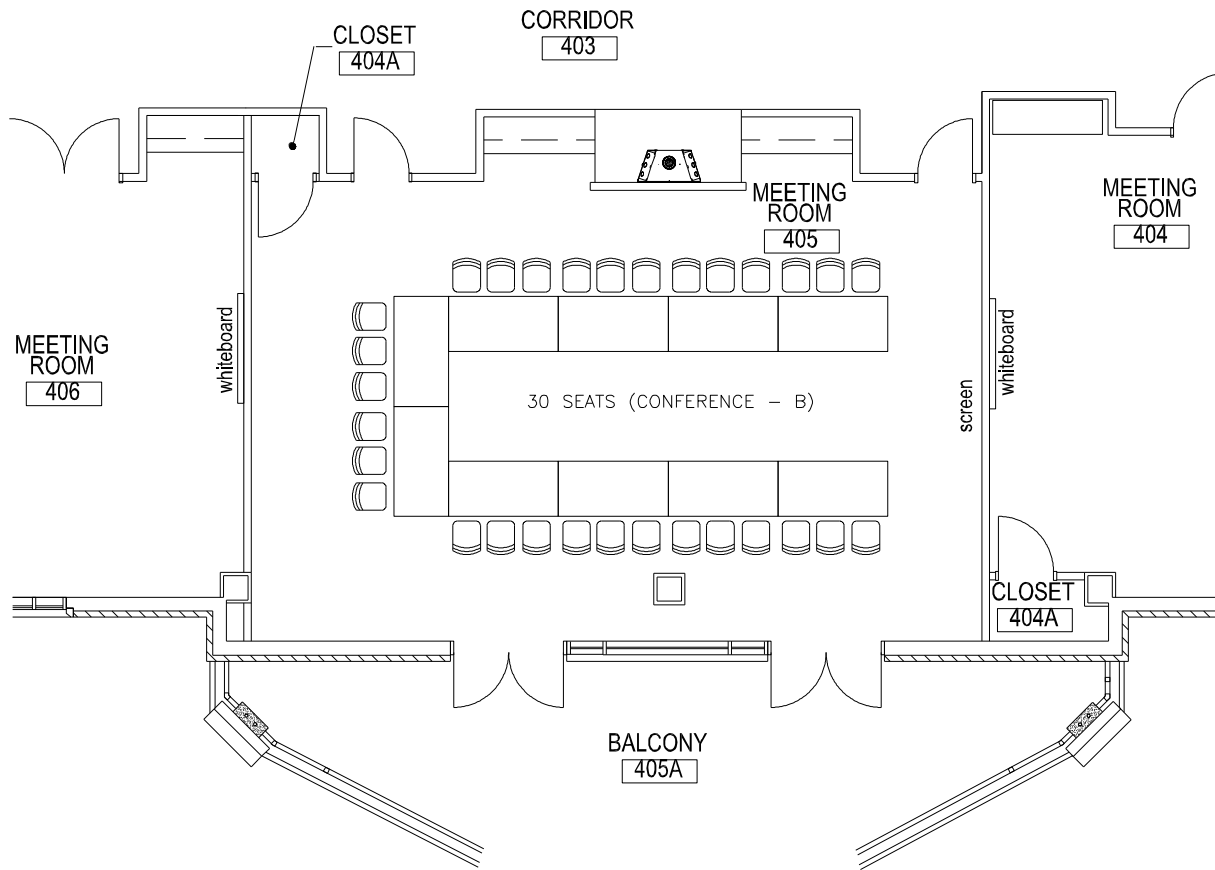 CORRIDOR
403
CLOSET
404A
MEETING
ROOM
405
MEETING
ROOM
404
whiteboard
MEETING
ROOM
406
30 SEATS (CONFERENCE – B)
screen
whiteboard
CLOSET
404A
BALCONY
405A